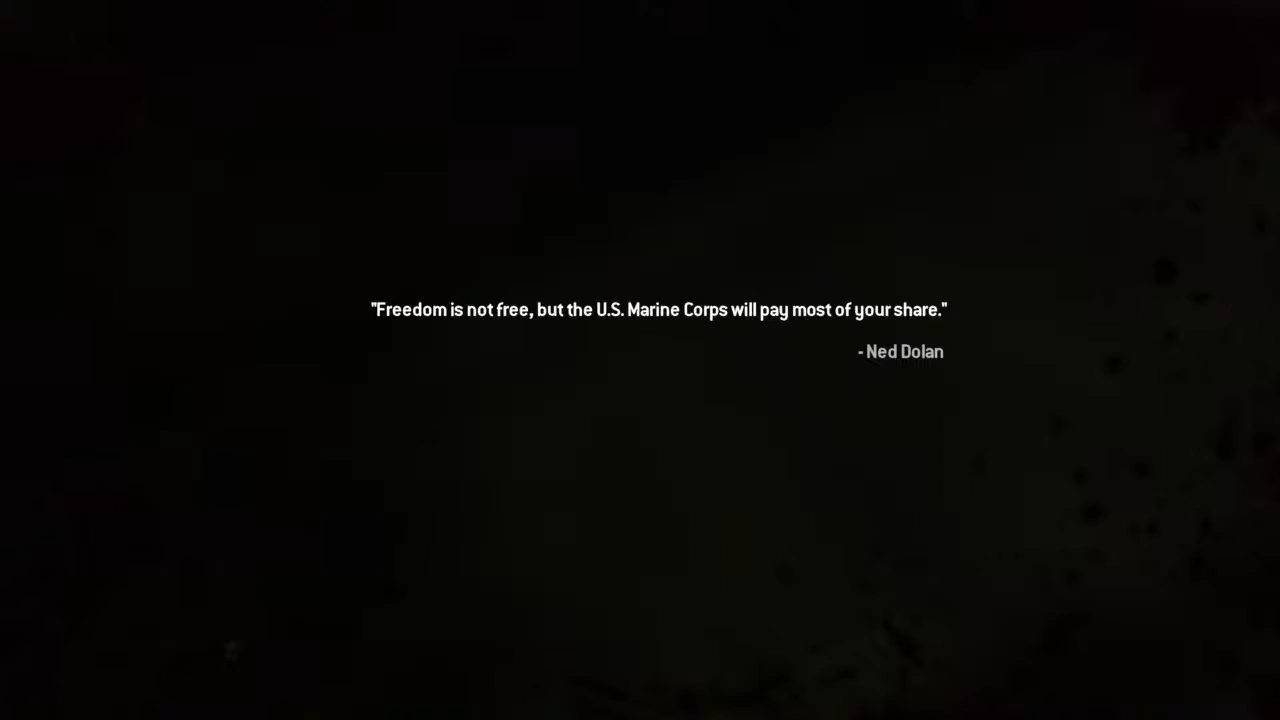 "Freedom is not free, but the U.S. Marine Corps will pay most of your share."
- Ned Dolan